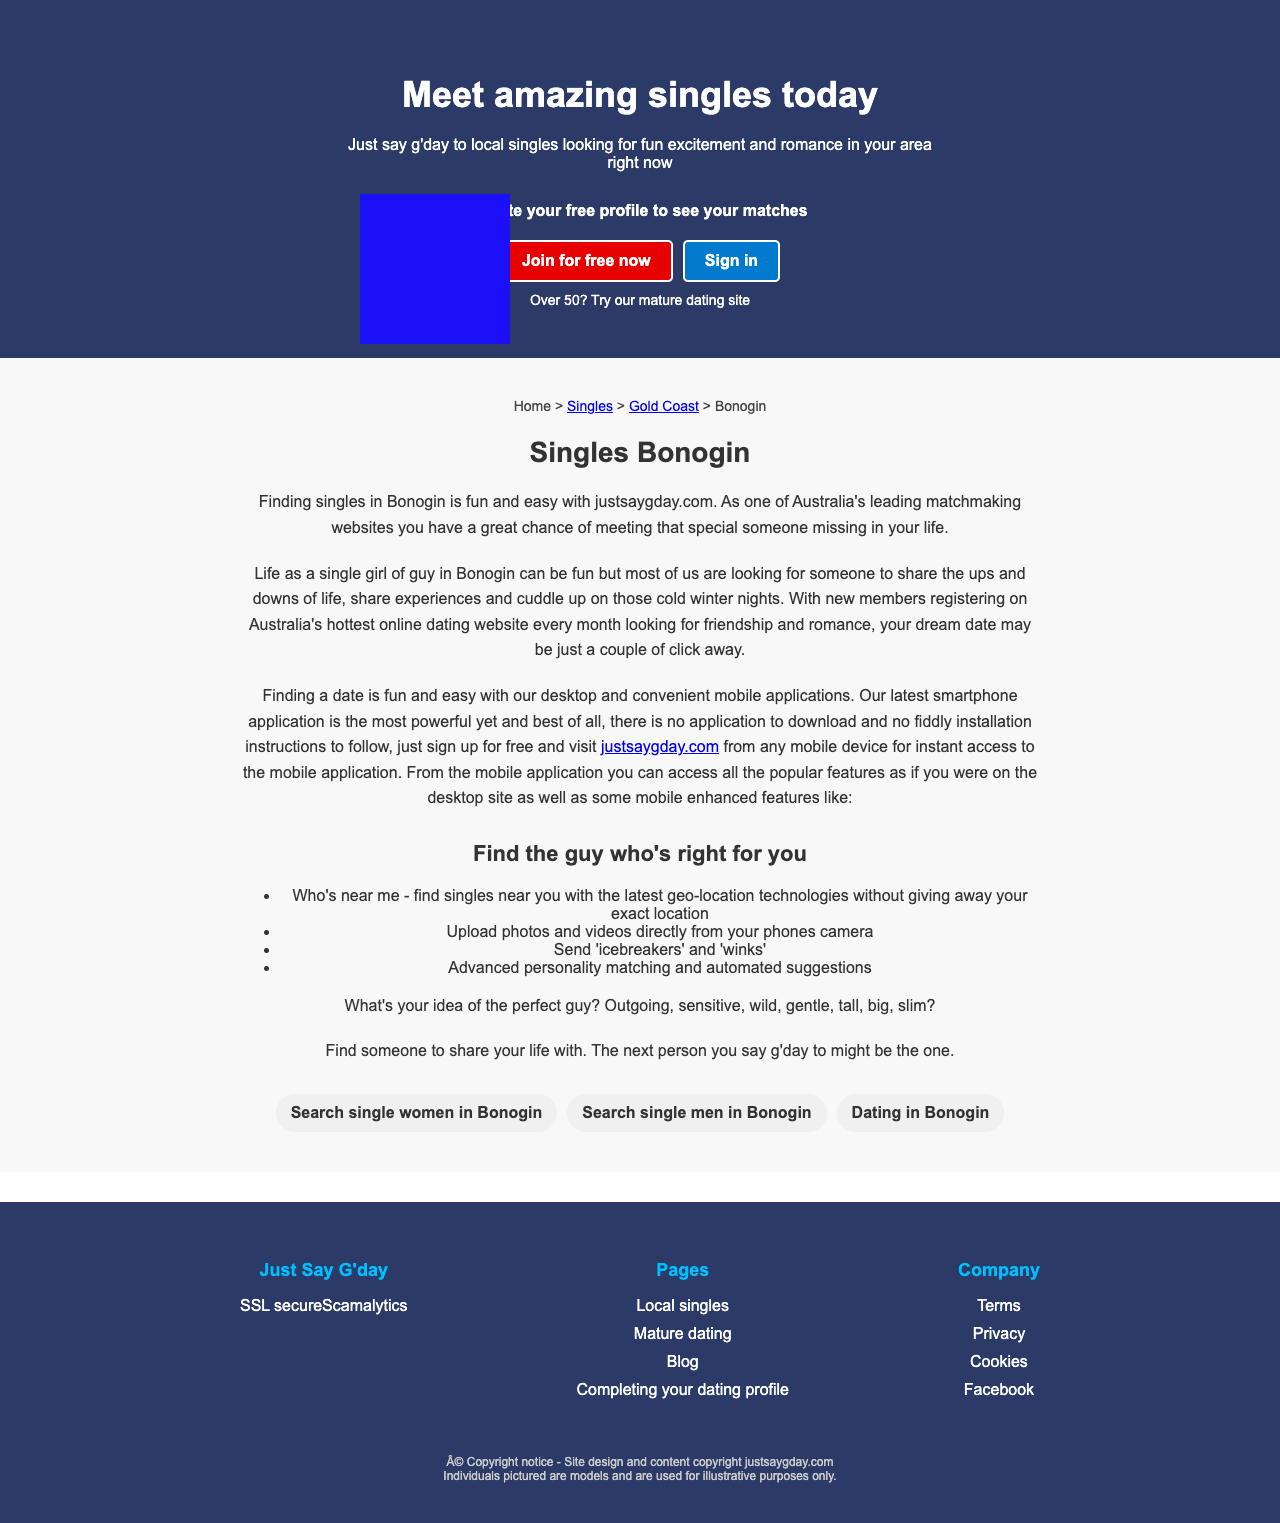 Meet amazing singles today
Just say g'day to local singles looking for fun excitement and romance in your area
right now
your free profile to see your matches
Join for free now
Sign in
Over 50? Try our mature dating site
Home > Singles > Gold Coast > Bonogin
Singles Bonogin
Finding singles in Bonogin is fun and easy with justsaygday.com. As one of Australia's leading matchmaking
websites you have a great chance of meeting that special someone missing in your life.
Life as a single girl of guy in Bonogin can be fun but most of us are looking for someone to share the ups and
downs of life, share experiences and cuddle up on those cold winter nights. With new members registering on
Australia's hottest online dating website every month looking for friendship and romance, your dream date may
be just a couple of click away.
Finding a date is fun and easy with our desktop and convenient mobile applications. Our latest smartphone
application is the most powerful yet and best of all, there is no application to download and no fiddly installation
instructions to follow, just sign up for free and visit justsaygday.com from any mobile device for instant access to
the mobile application. From the mobile application you can access all the popular features as if you were on the
desktop site as well as some mobile enhanced features like:
Find the guy who's right for you
• Who's near me - find singles near you with the latest geo-location technologies without giving away your
exact location
• Upload photos and videos directly from your phones camera
• Send 'icebreakers' and 'winks'
• Advanced personality matching and automated suggestions
What's your idea of the perfect guy? Outgoing, sensitive, wild, gentle, tall, big, slim?
Find someone to share your life with. The next person you say g'day to might be the one.
Search single women in Bonogin
Search single men in Bonogin
Dating in Bonogin
Just Say G'day
SSL secureScamalytics
Pages
Local singles
Mature dating
Blog
Completing your dating profile
Company
Terms
Privacy
Cookies
Facebook
Â© Copyright notice - Site design and content copyright justsaygday.com
Individuals pictured are models and are used for illustrative purposes only.